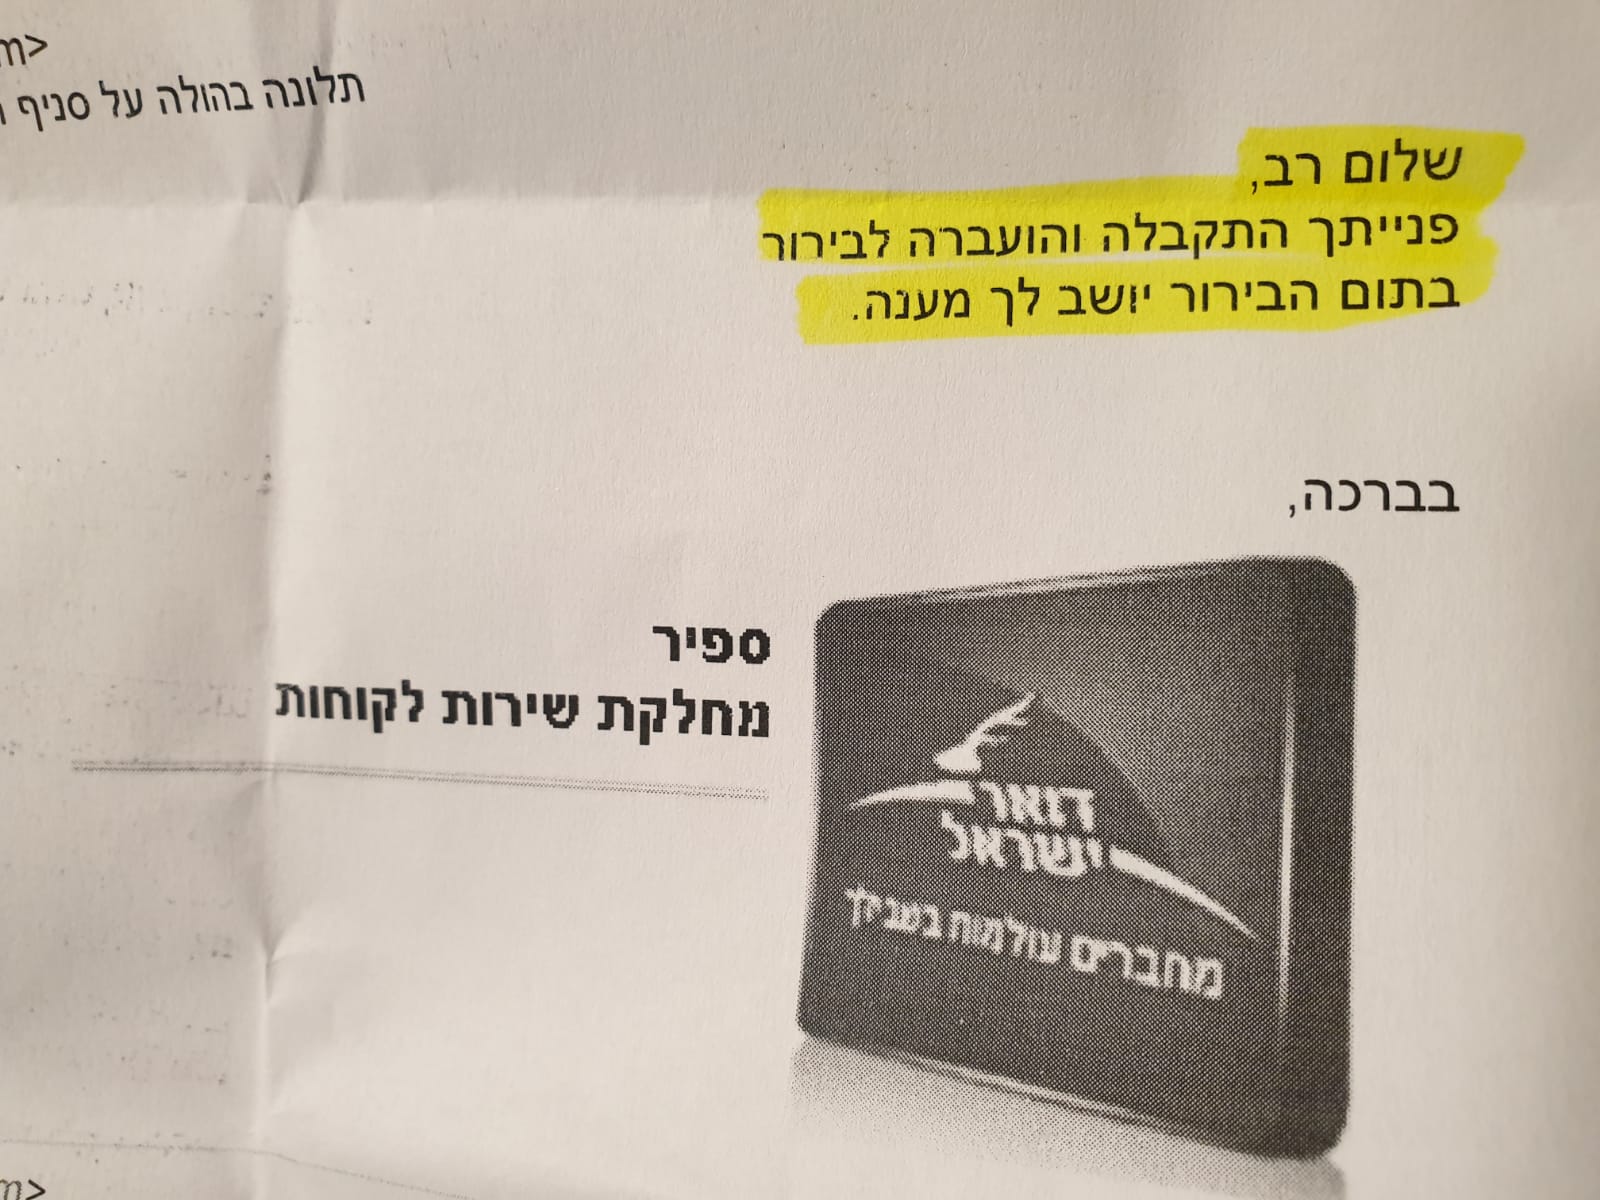 m>
תלונה בהולה על סניף
שלום רב,
פנייתך התקבלה והועברה לבירור
בתום הבירור יושב לך מענה.
בברכה,
ספיר
מחלקת שירות לקוחות
דואר
ישראל
מחברים עולמות בשבילך
m>